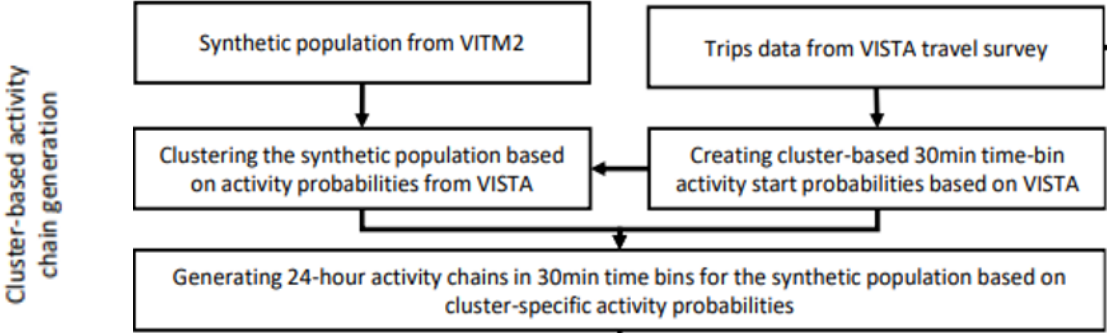 Cluster-based activity
chain generation
Synthetic population from VITM2
Trips data from VISTA travel survey
Clustering the synthetic population based
on activity probabilities from VISTA
Creating cluster-based 30min time-bin
activity start probabilities based on VISTA
Generating 24-hour activity chains in 30min time bins for the synthetic population based on
cluster-specific activity probabilities